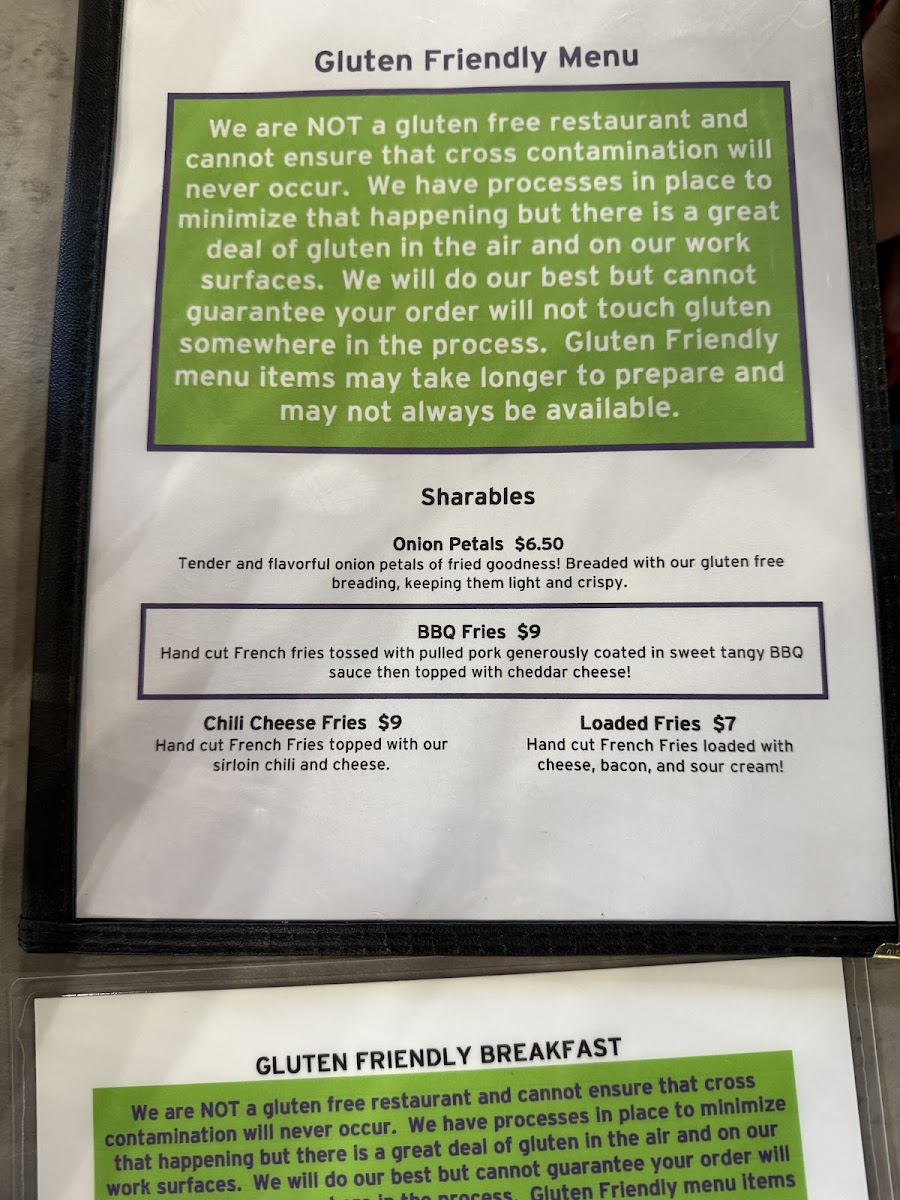 Gluten Friendly Menu
We are NOT a gluten free restaurant and
cannot ensure that cross contamination will
never occur. We have processes in place to
minimize that happening but there is a great
deal of gluten in the air and on our work
surfaces. We will do our best but cannot
guarantee your order will not touch gluten
somewhere in the process. Gluten Friendly
menu items may take longer to prepare and
may not always be available.
Sharables
Onion Petals $6.50
Tender and flavorful onion petals of fried goodness! Breaded with our gluten free
breading, keeping them light and crispy.
BBQ Fries $9
Hand cut French fries tossed with pulled pork generously coated in sweet tangy BBQ
sauce then topped with cheddar cheese!
Chili Cheese Fries $9
Hand cut French Fries topped with our
sirloin chili and cheese.
Loaded Fries $7
Hand cut French Fries loaded with
cheese, bacon, and sour cream!
GLUTEN FRIENDLY BREAKFAST
We are NOT a gluten free restaurant and cannot ensure that cross
contamination will never occur. We have processes in place to minimize
that happening but there is a great deal of gluten in the air and on our
work surfaces. We will do our best but cannot guarantee your order will
in the process. Gluten Friendly menu items